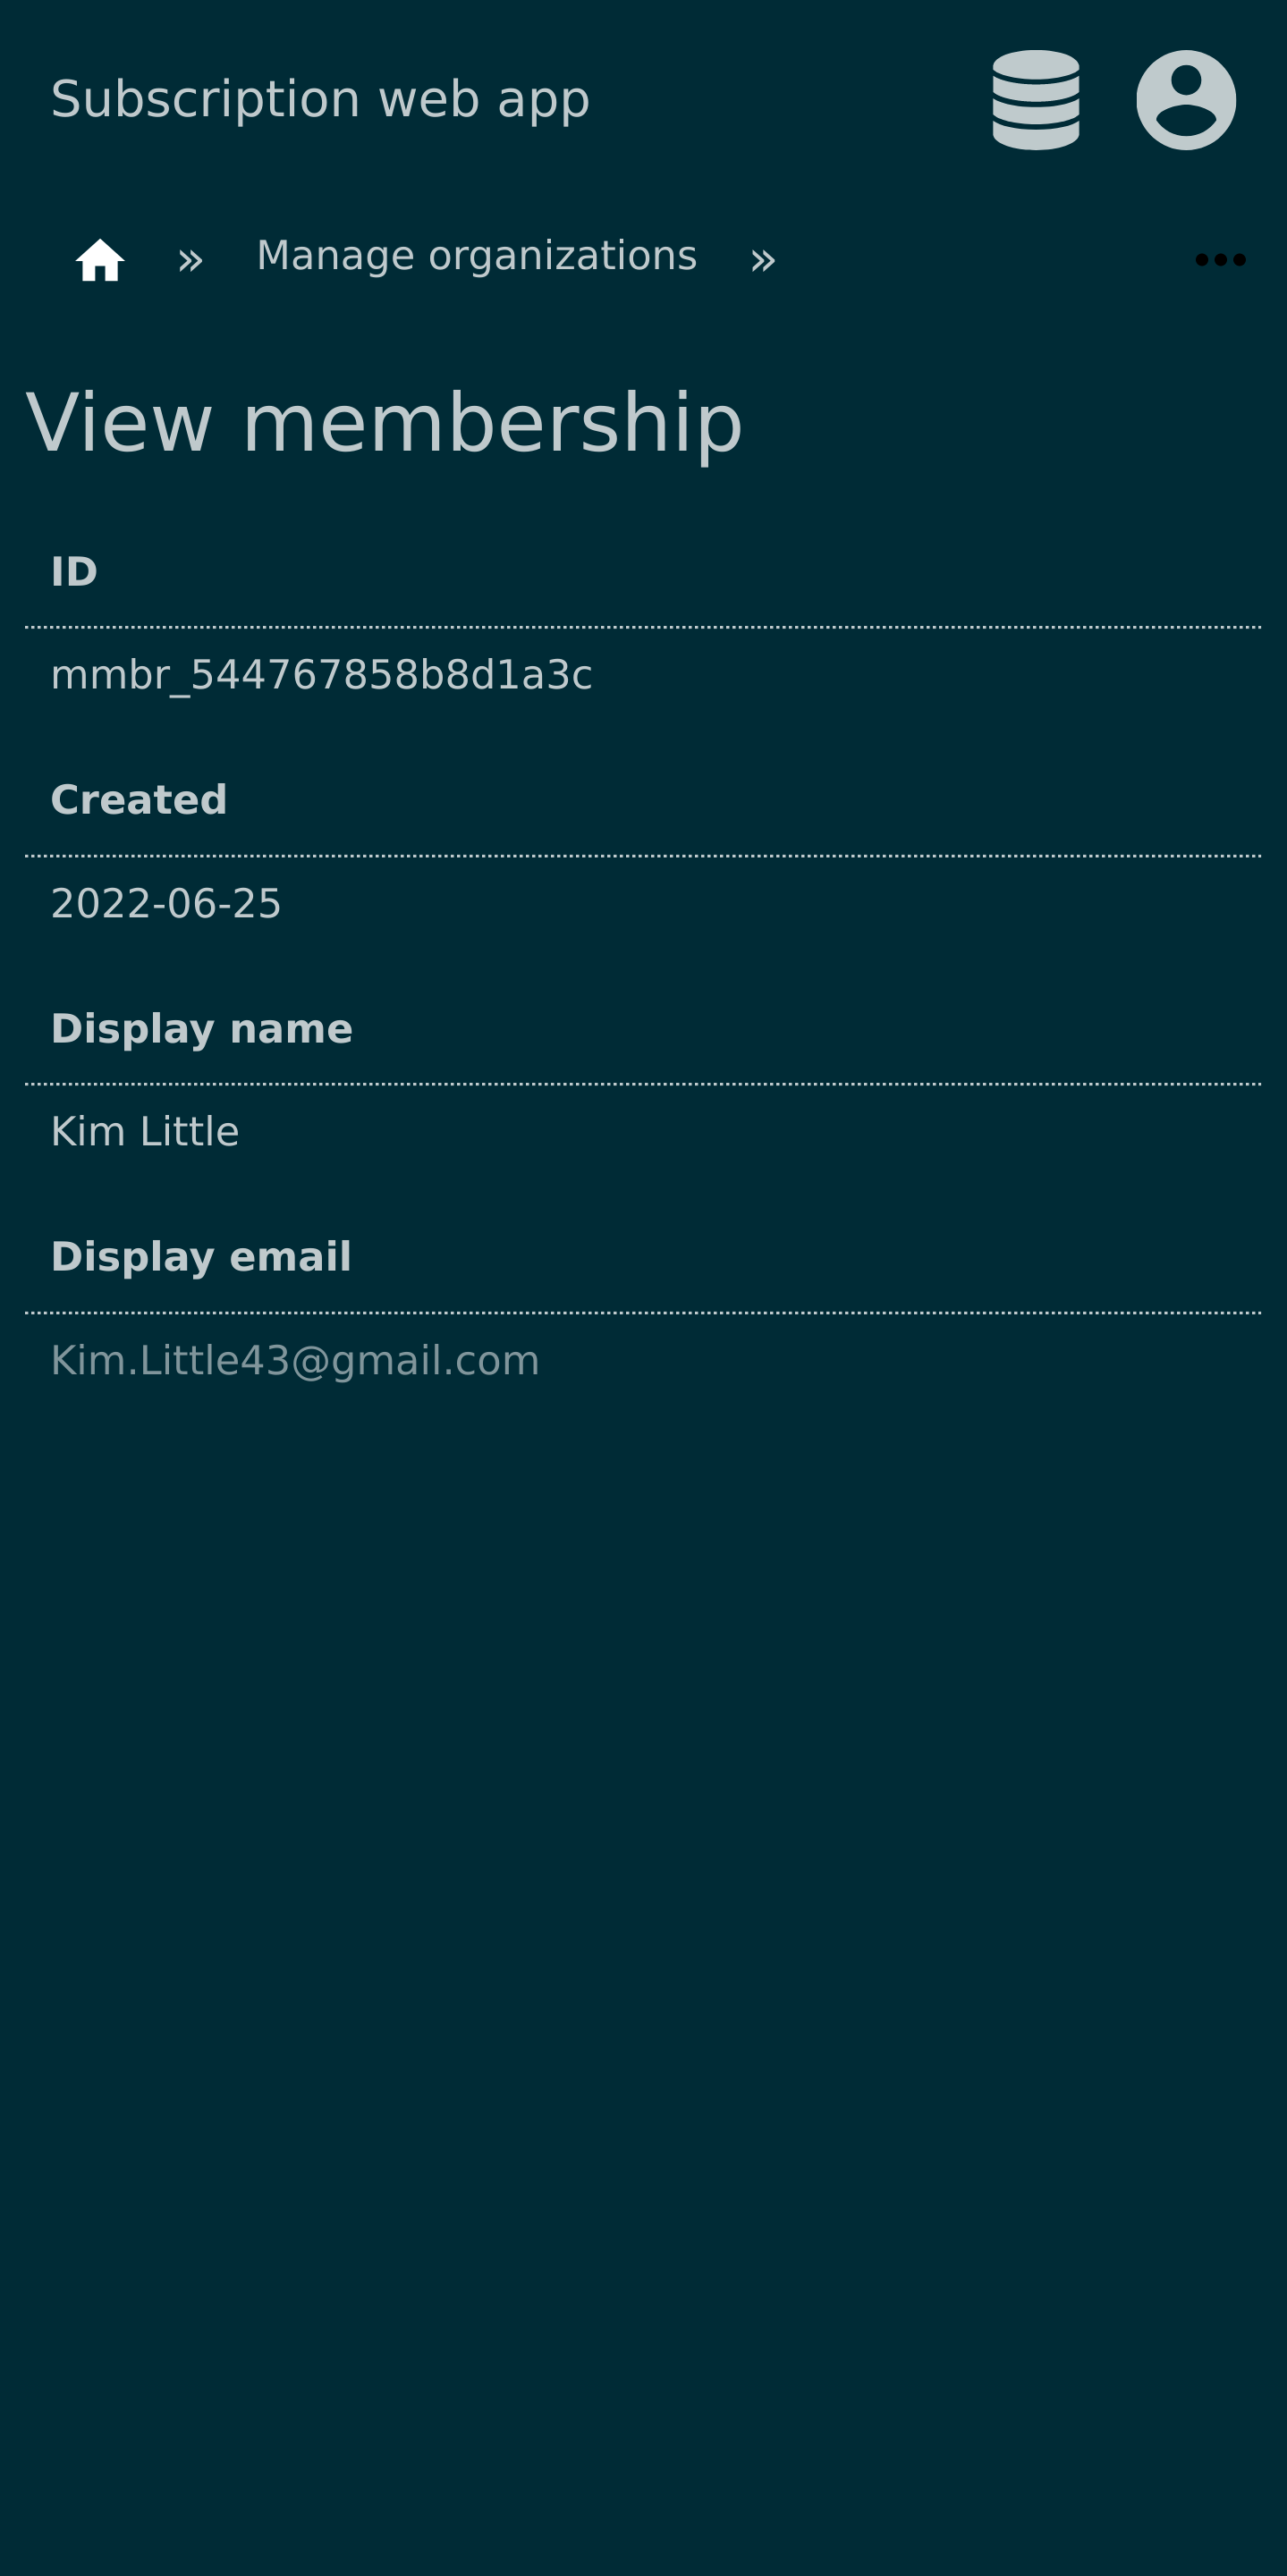 Subscription web app
» Manage organizations »
View membership
ID
mmbr_544767858b8d1a3c
Created
2022-06-25
Display name
Kim Little
Display email
Kim.Little43@gmail.com